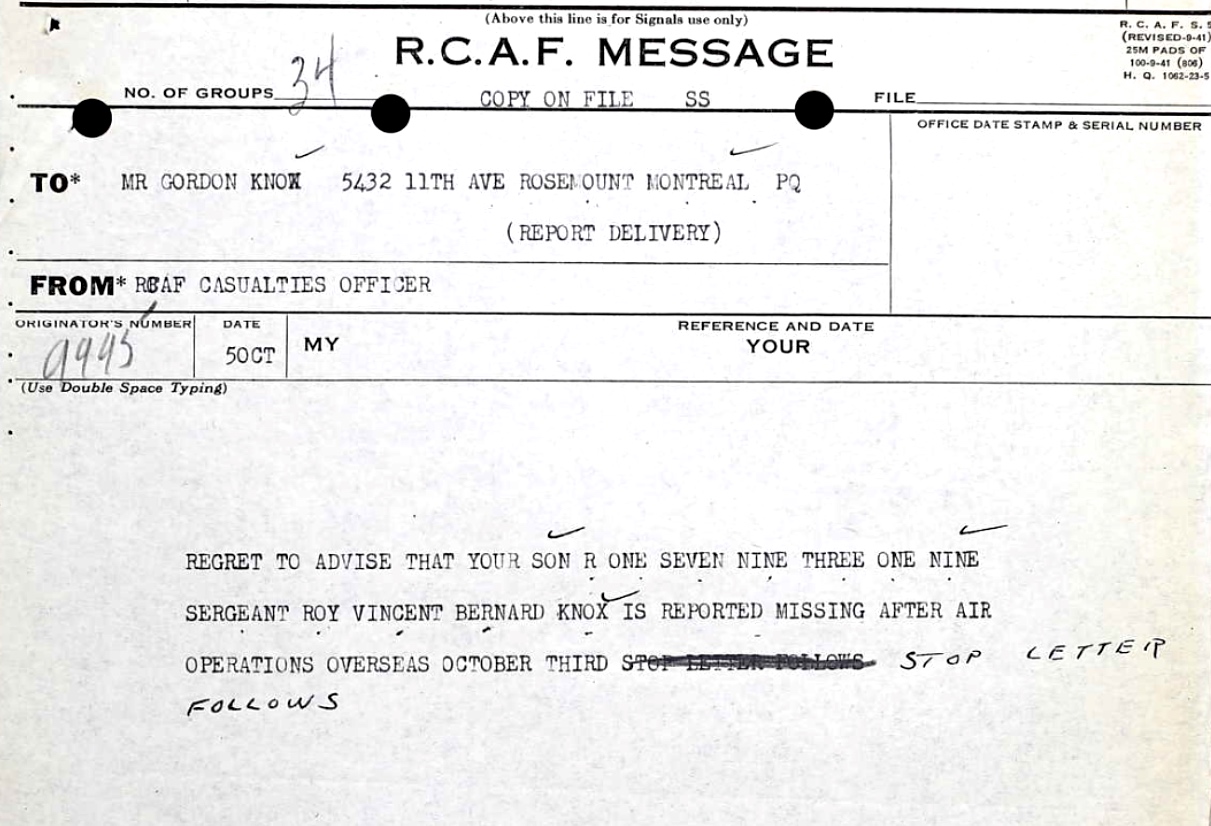 (Above this line is for Signals use only)
R.C.A.F. MESSAGE
R. C. A. F. S. 5
(REVISED-9-41)
25M PADS OF
100-9-41 (806)
H. Q. 1062-23-5
NO. OF GROUPS 34
COPY ON FILE SS
FILE
OFFICE DATE STAMP & SERIAL NUMBER
TO* MR GORDON KNOX 5432 11TH AVE ROSEMOUNT MONTREAL PQ
(REPORT DELIVERY)
FROM* RCAF CASUALTIES OFFICER
ORIGINATOR'S NUMBER DATE REFERENCE AND DATE
5OCT MY YOUR
(Use Double Space Typing)
REGRET TO ADVISE THAT YOUR SON R ONE SEVEN NINE THREE ONE NINE
SERGEANT ROY VINCENT BERNARD KNOX IS REPORTED MISSING AFTER AIR
OPERATIONS OVERSEAS OCTOBER THIRD STOP LETTER FOLLOWS STOP LETTER
FOLLOWS